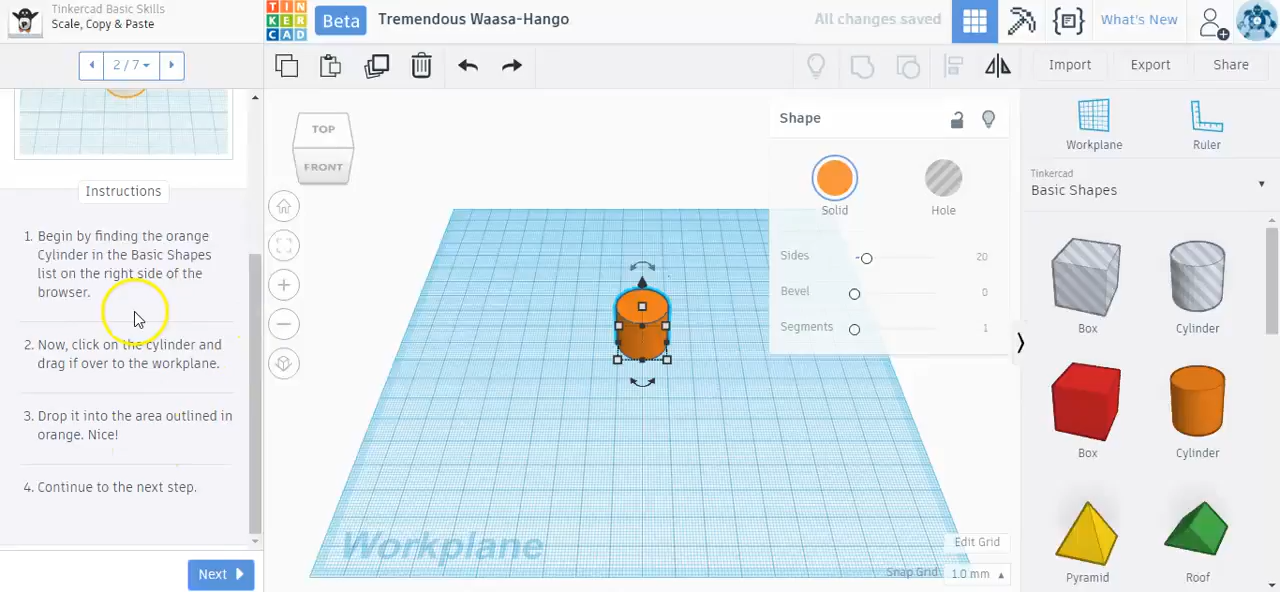 Tinkercad Basic Skills
Scale, Copy & Paste
TIN
KER
CAD
Beta
Tremendous Waasa-Hango
All changes saved
What's New
2 / 7
Import
Export
Share
Instructions
1. Begin by finding the orange
Cylinder in the Basic Shapes
list on the right side of the
browser.
2. Now, click on the cylinder and
drag if over to the workplane.
3. Drop it into the area outlined in
orange. Nice!
4. Continue to the next step.
Next
TOP
FRONT
Workplane
Shape
Solid
Hole
Sides
20
Bevel
0
Segments
1
Edit Grid
Snap Grid
1.0 mm
Workplane
Ruler
Tinkercad
Basic Shapes
Box
Cylinder
Box
Cylinder
Pyramid
Roof